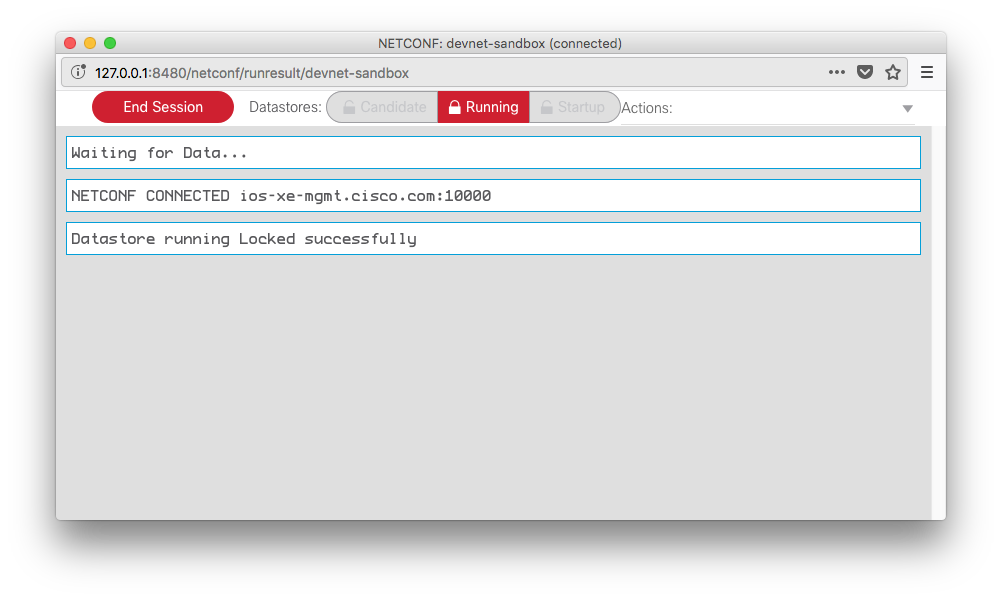 NETCONF: devnet-sandbox (connected)
127.0.0.1:8480/netconf/runresult/devnet-sandbox
End Session Datastores: Candidate Running Startup Actions:
Waiting for Data...
NETCONF CONNECTED ios-xe-mgmt.cisco.com:10000
Datastore running Locked successfully